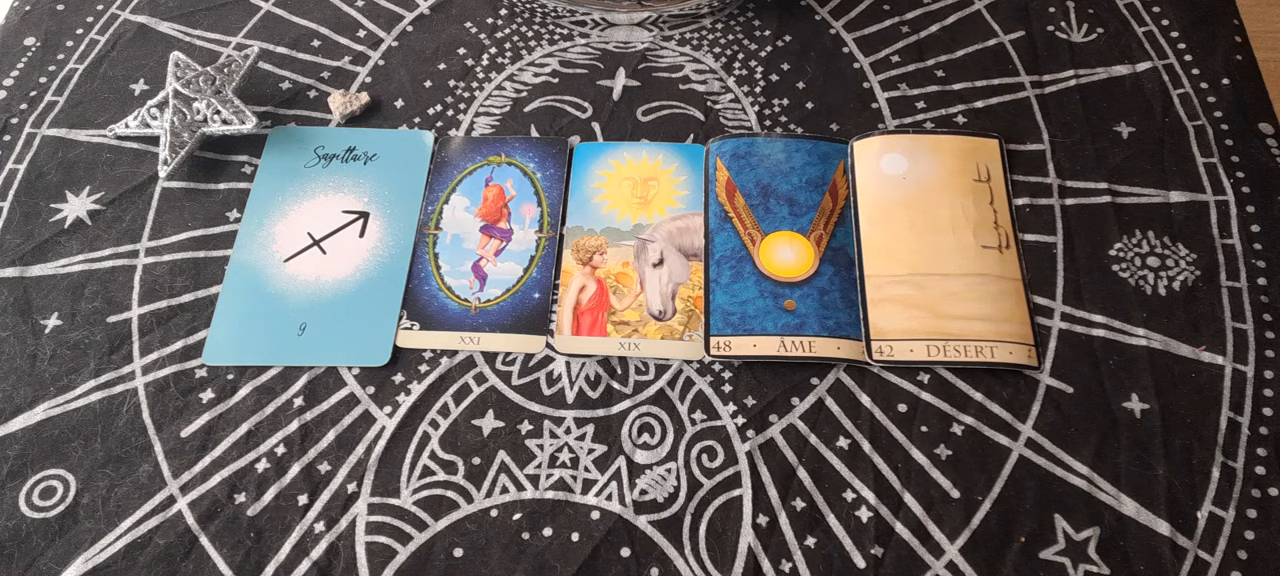 Sagittaire
9
XXI
XIX
48 · ÂME ·
42 · DÉSERT ·